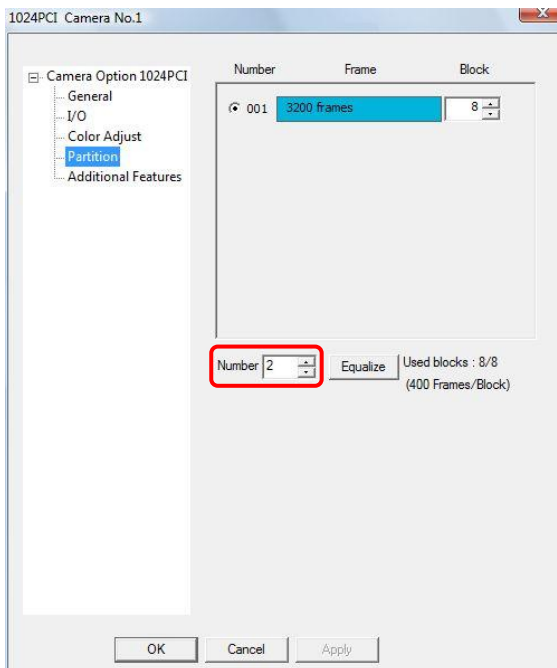 1024PCI Camera No.1
Camera Option 1024PCI
General
I/O
Color Adjust
Partition
Additional Features
Number Frame Block
001 3200 frames 8
Number 2 Equalize Used blocks : 8/8
(400 Frames/Block)
OK Cancel Apply